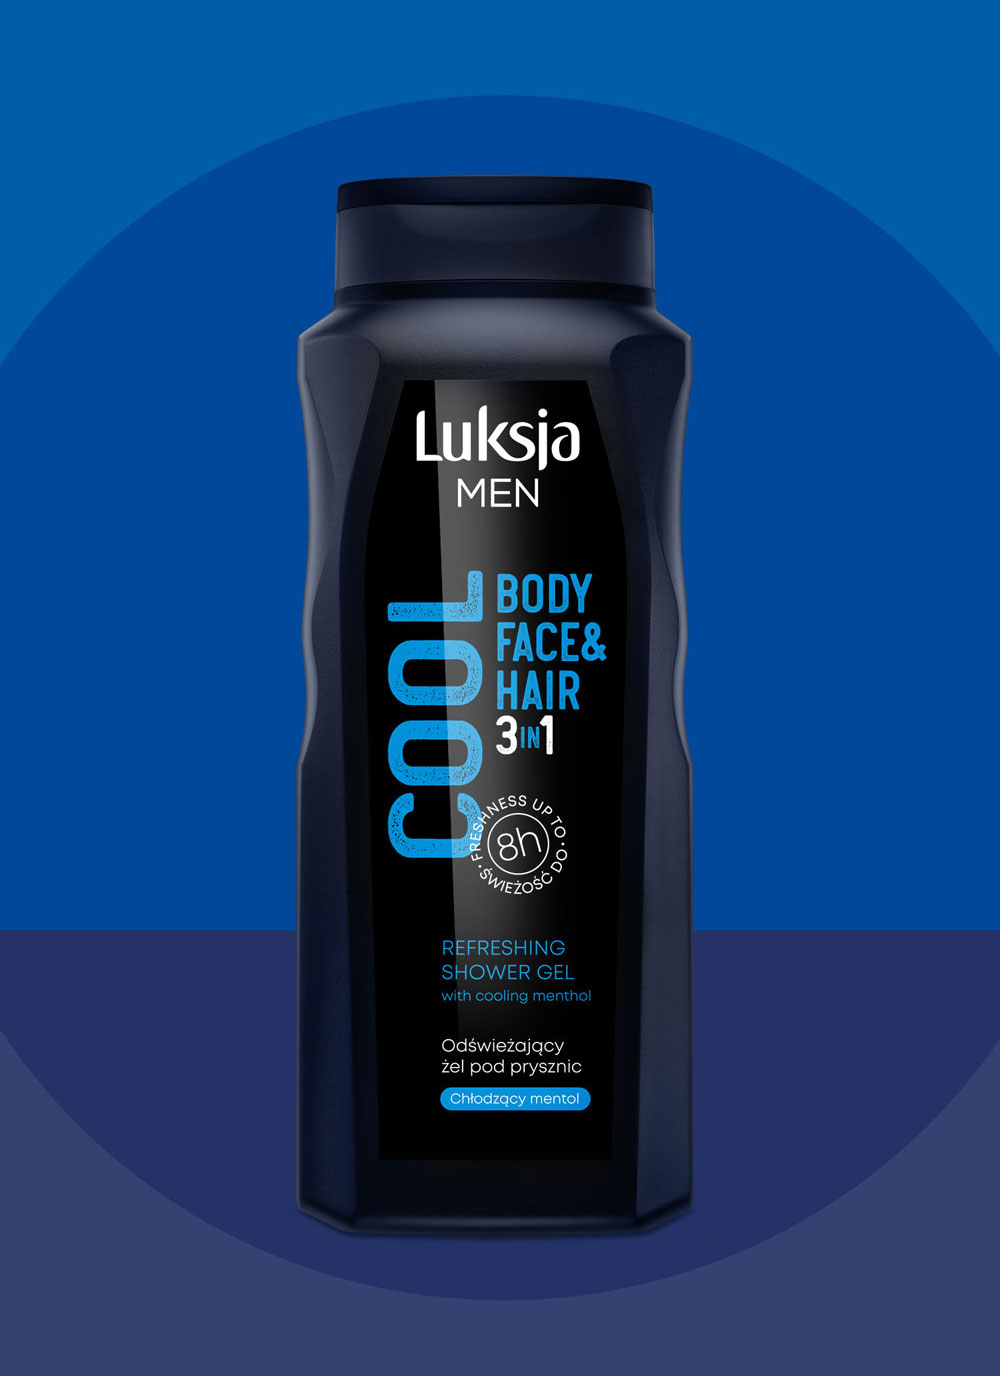 Luksja
MEN
COOL
BODY
FACE&
HAIR
3IN1
FRESHNESS UP TO
8h
• ŚWIEŻOŚĆ DO •
REFRESHING
SHOWER GEL
with cooling menthol
Odświeżający
żel pod prysznic
Chłodzący mentol